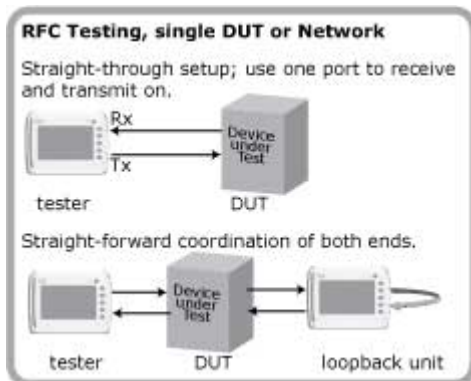 RFC Testing, single DUT or Network
Straight-through setup; use one port to receive
and transmit on.
Rx
Device
under
Test
Tx
tester DUT
Straight-forward coordination of both ends.
Device
under
Test
tester DUT loopback unit